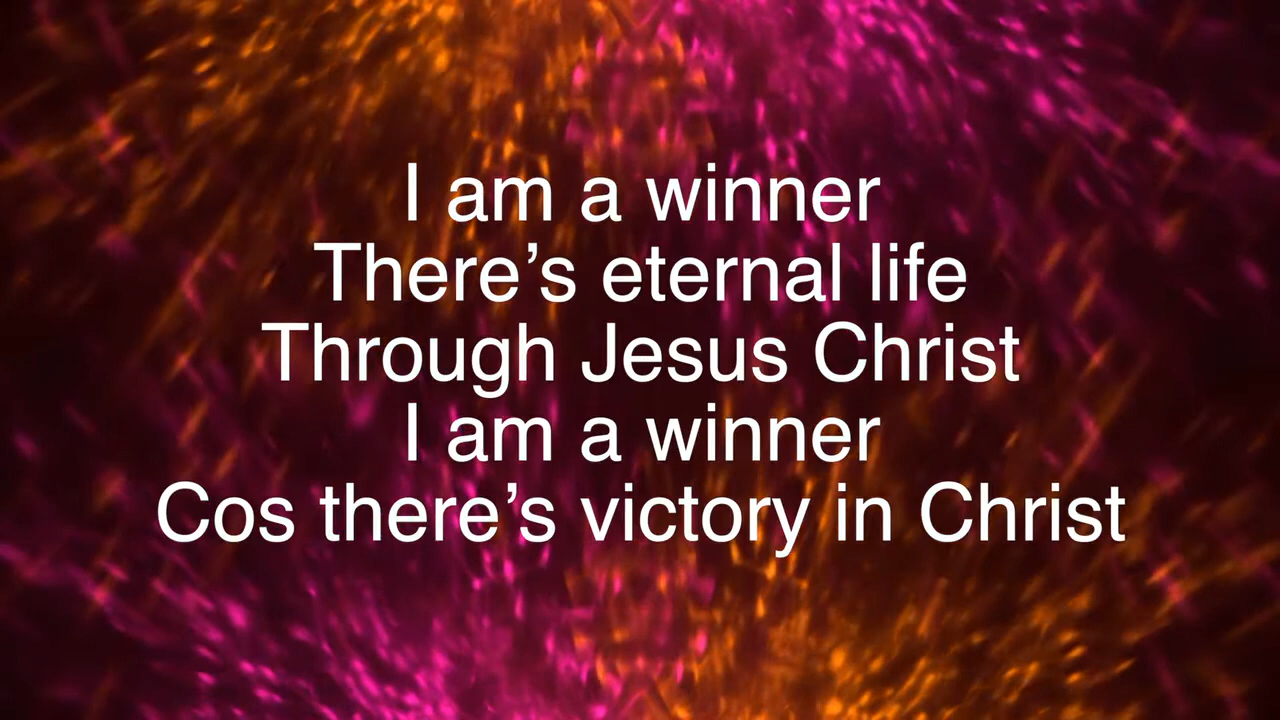 I am a winner
There’s eternal life
Through Jesus Christ
I am a winner
Cos there’s victory in Christ